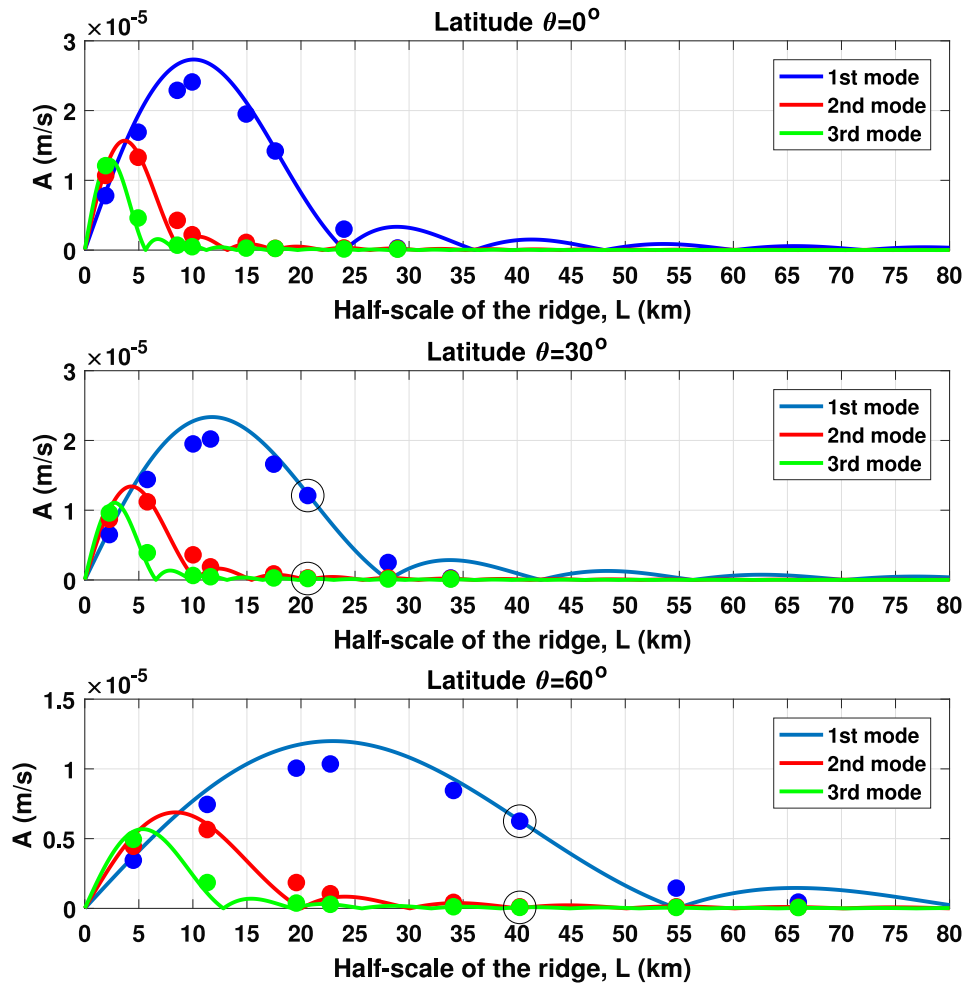 Latitude θ=0°
×10⁻⁵
3
2
1
0
A (m/s)
1st mode
2nd mode
3rd mode
0 5 10 15 20 25 30 35 40 45 50 55 60 65 70 75 80
Half-scale of the ridge, L (km)
Latitude θ=30°
×10⁻⁵
3
2
1
0
A (m/s)
1st mode
2nd mode
3rd mode
0 5 10 15 20 25 30 35 40 45 50 55 60 65 70 75 80
Half-scale of the ridge, L (km)
Latitude θ=60°
×10⁻⁵
1.5
1
0.5
0
A (m/s)
1st mode
2nd mode
3rd mode
0 5 10 15 20 25 30 35 40 45 50 55 60 65 70 75 80
Half-scale of the ridge, L (km)